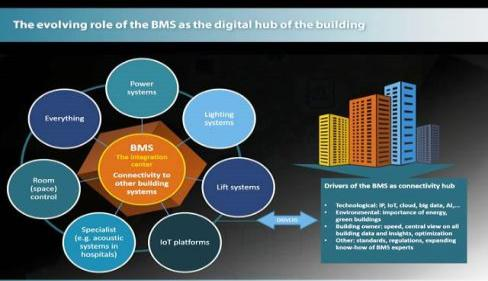 The evolving role of the BMS as the digital hub of the building
Power
systems
Lighting
systems
Lift systems
IoT platforms
Specialist
(e.g. acoustic
systems in
hospitals)
Room
(space)
control
Everything
BMS
The integration
center
Connectivity to
other building
systems
DRIVERS
Drivers of the BMS as connectivity hub
• Technological: IP, IoT, cloud, big data, AI,...
• Environmental: importance of energy,
green buildings
• Building owner: speed, central view on all
building data and insights, optimization
• Other: standards, regulations, expanding
know-how of BMS experts